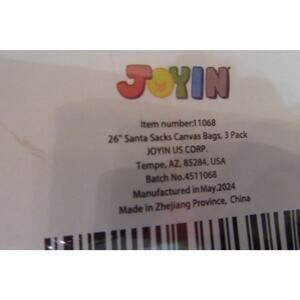 JOYIN
Item number:11068
26" Santa Sacks Canvas Bags, 3 Pack
JOYIN US CORP.
Tempe, AZ, 85284, USA
Batch No.4511068
Manufactured in May.2024
Made in Zhejiang Province, China